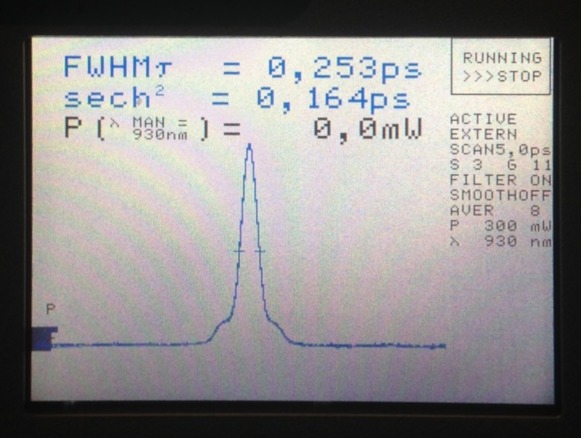 FWHMτ = 0,253ps
sech² = 0,164ps
P (λ MAN = 930nm) = 0,0mW
RUNNING
>>>STOP
ACTIVE
EXTERN
SCAN5,0ps
S 3 G 11
FILTER ON
SMOOTHOFF
AVER 8
P 300 mW
λ 930 nm
P